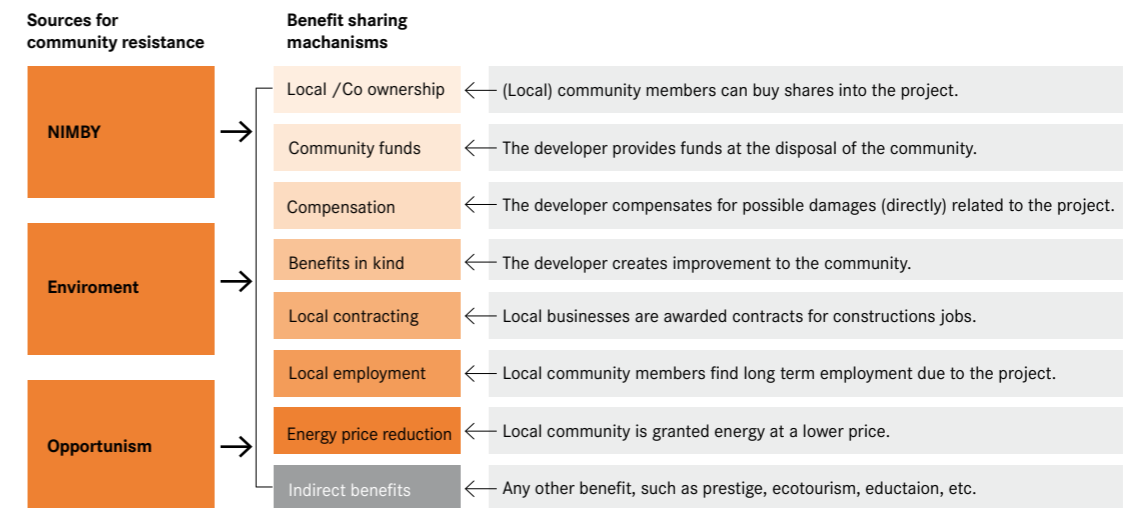 Sources for
community resistance
Benefit sharing
machanisms
NIMBY
Enviroment
Opportunism
Local /Co ownership
(Local) community members can buy shares into the project.
Community funds
The developer provides funds at the disposal of the community.
Compensation
The developer compensates for possible damages (directly) related to the project.
Benefits in kind
The developer creates improvement to the community.
Local contracting
Local businesses are awarded contracts for constructions jobs.
Local employment
Local community members find long term employment due to the project.
Energy price reduction
Local community is granted energy at a lower price.
Indirect benefits
Any other benefit, such as prestige, ecotourism, eductaion, etc.